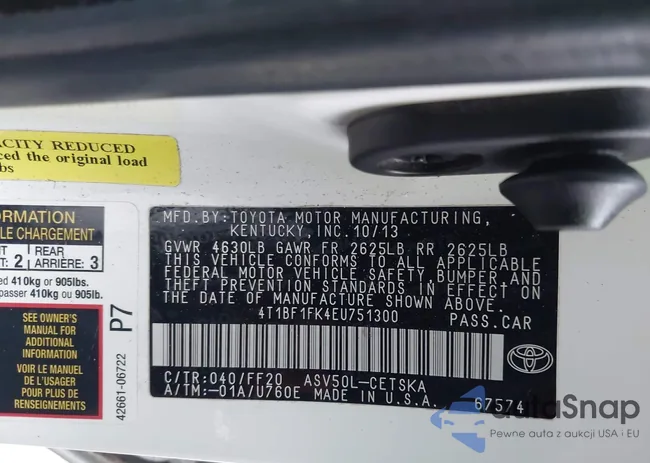 ACITY REDUCED
ced the original load
bs
ORMATION
LE CHARGEMENT
NT 2 REAR ARRIÈRE: 3
ed 410kg or 905lbs.
passer 410kg ou 905lb.
SEE OWNER'S
MANUAL FOR
ADDITIONAL
INFORMATION
VOIR LE MANUEL
DE L'USAGER
POUR PLUS DE
RENSEIGNEMENTS
P7
42661-06722
MFD.BY:TOYOTA MOTOR MANUFACTURING,
KENTUCKY, INC. 10/13
GVWR 4630LB GAWR FR 2625LB RR 2625LB
THIS VEHICLE CONFORMS TO ALL APPLICABLE
FEDERAL MOTOR VEHICLE SAFETY, BUMPER, AND
THEFT PREVENTION STANDARDS IN EFFECT ON
THE DATE OF MANUFACTURE SHOWN ABOVE.
4T1BF1FK4EU751300 PASS.CAR
C/TR:040/FF20 ASV50L-CETSKA
A/TM:-01A/U760E MADE IN U.S.A. 67574
TOYOTA
aulaSnap
Pewne auta z aukcji USA i EU